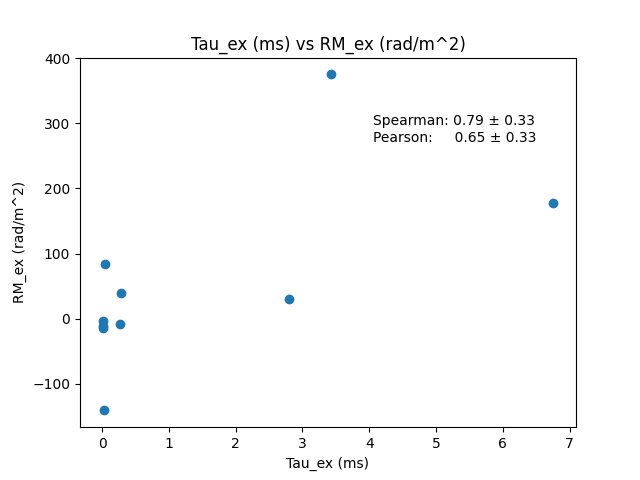 Tau_ex (ms) vs RM_ex (rad/m^2)
400
300
200
100
0
−100
RM_ex (rad/m^2)
Spearman: 0.79 ± 0.33
Pearson: 0.65 ± 0.33
0 1 2 3 4 5 6 7
Tau_ex (ms)